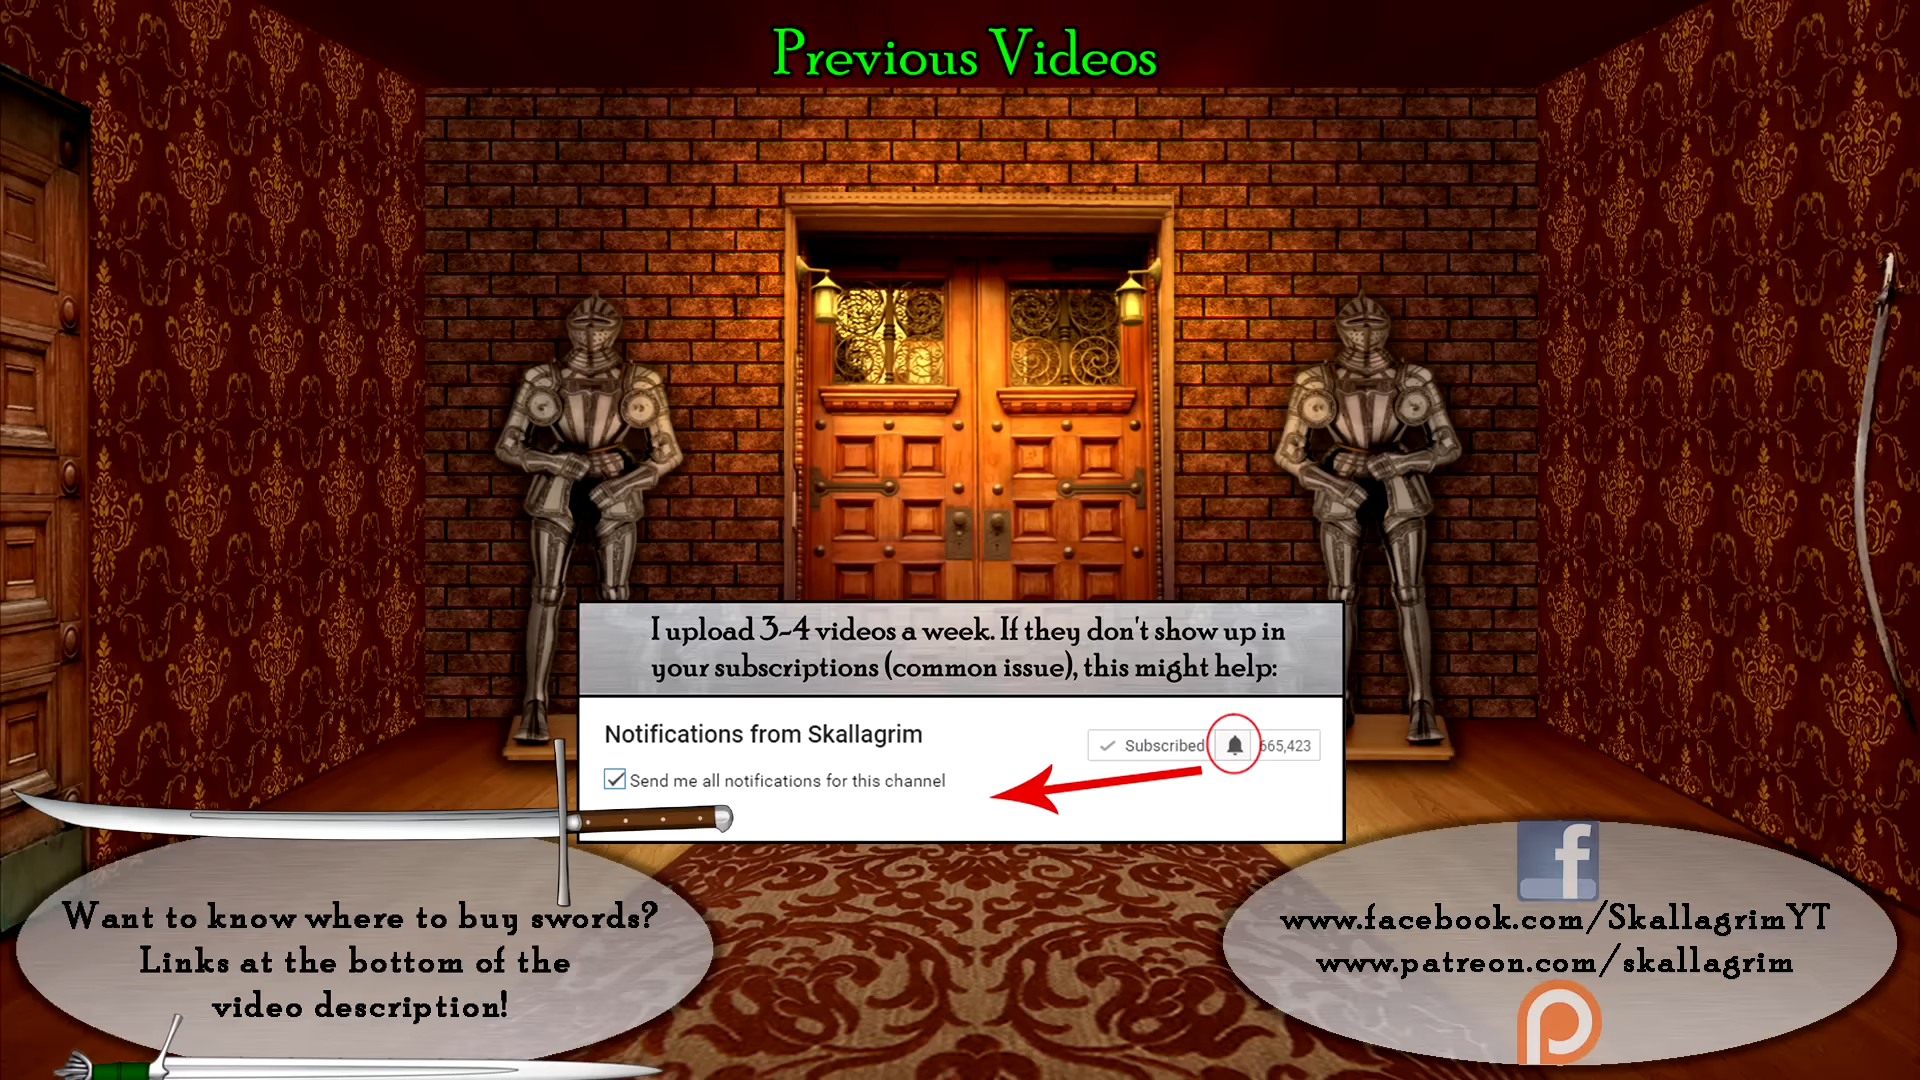 Previous Videos
I upload 3-4 videos a week. If they don't show up in
your subscriptions (common issue), this might help:
Notifications from Skallagrim
Subscribed 665,423
Send me all notifications for this channel
Want to know where to buy swords?
Links at the bottom of the
video description!
f
www.facebook.com/SkallagrimYT
www.patreon.com/skallagrim